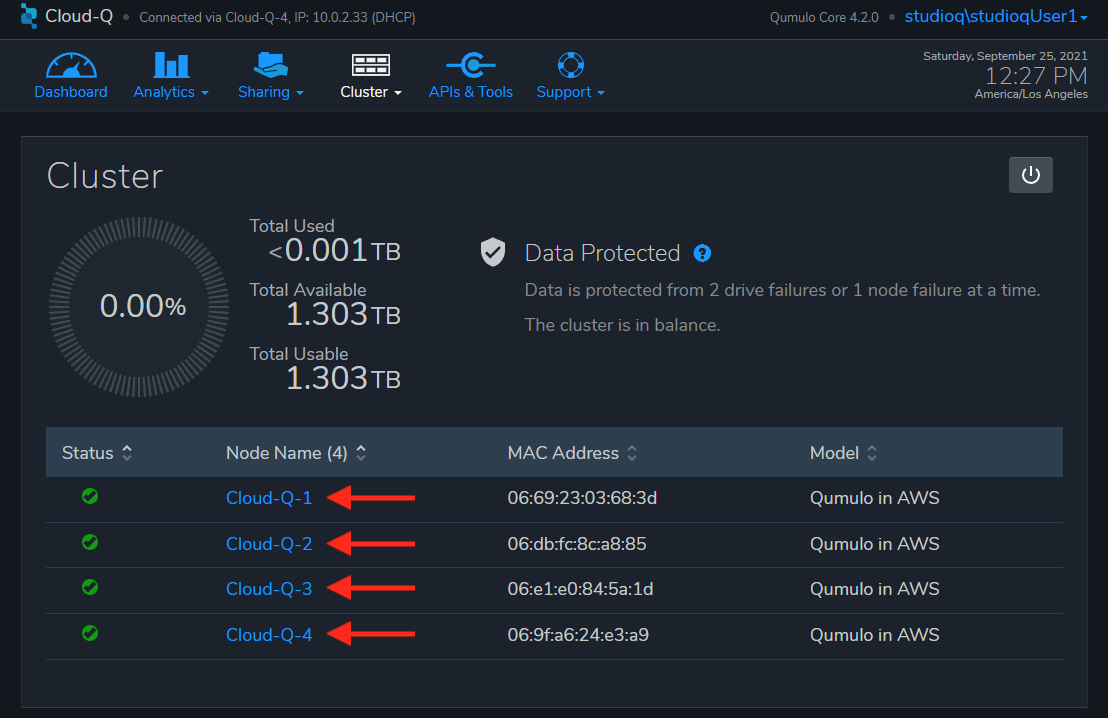 Cloud-Q • Connected via Cloud-Q-4, IP: 10.0.2.33 (DHCP)
Qumulo Core 4.2.0 • studioq\studioqUser1
Dashboard Analytics Sharing Cluster APIs & Tools Support
Saturday, September 25, 2021
12:27 PM
America/Los Angeles
Cluster
0.00%
Total Used
<0.001TB
Total Available
1.303TB
Total Usable
1.303TB
Data Protected ?
Data is protected from 2 drive failures or 1 node failure at a time.
The cluster is in balance.
Status Node Name (4) MAC Address Model
Cloud-Q-1 06:69:23:03:68:3d Qumulo in AWS
Cloud-Q-2 06:db:fc:8c:a8:85 Qumulo in AWS
Cloud-Q-3 06:e1:e0:84:5a:1d Qumulo in AWS
Cloud-Q-4 06:9f:a6:24:e3:a9 Qumulo in AWS